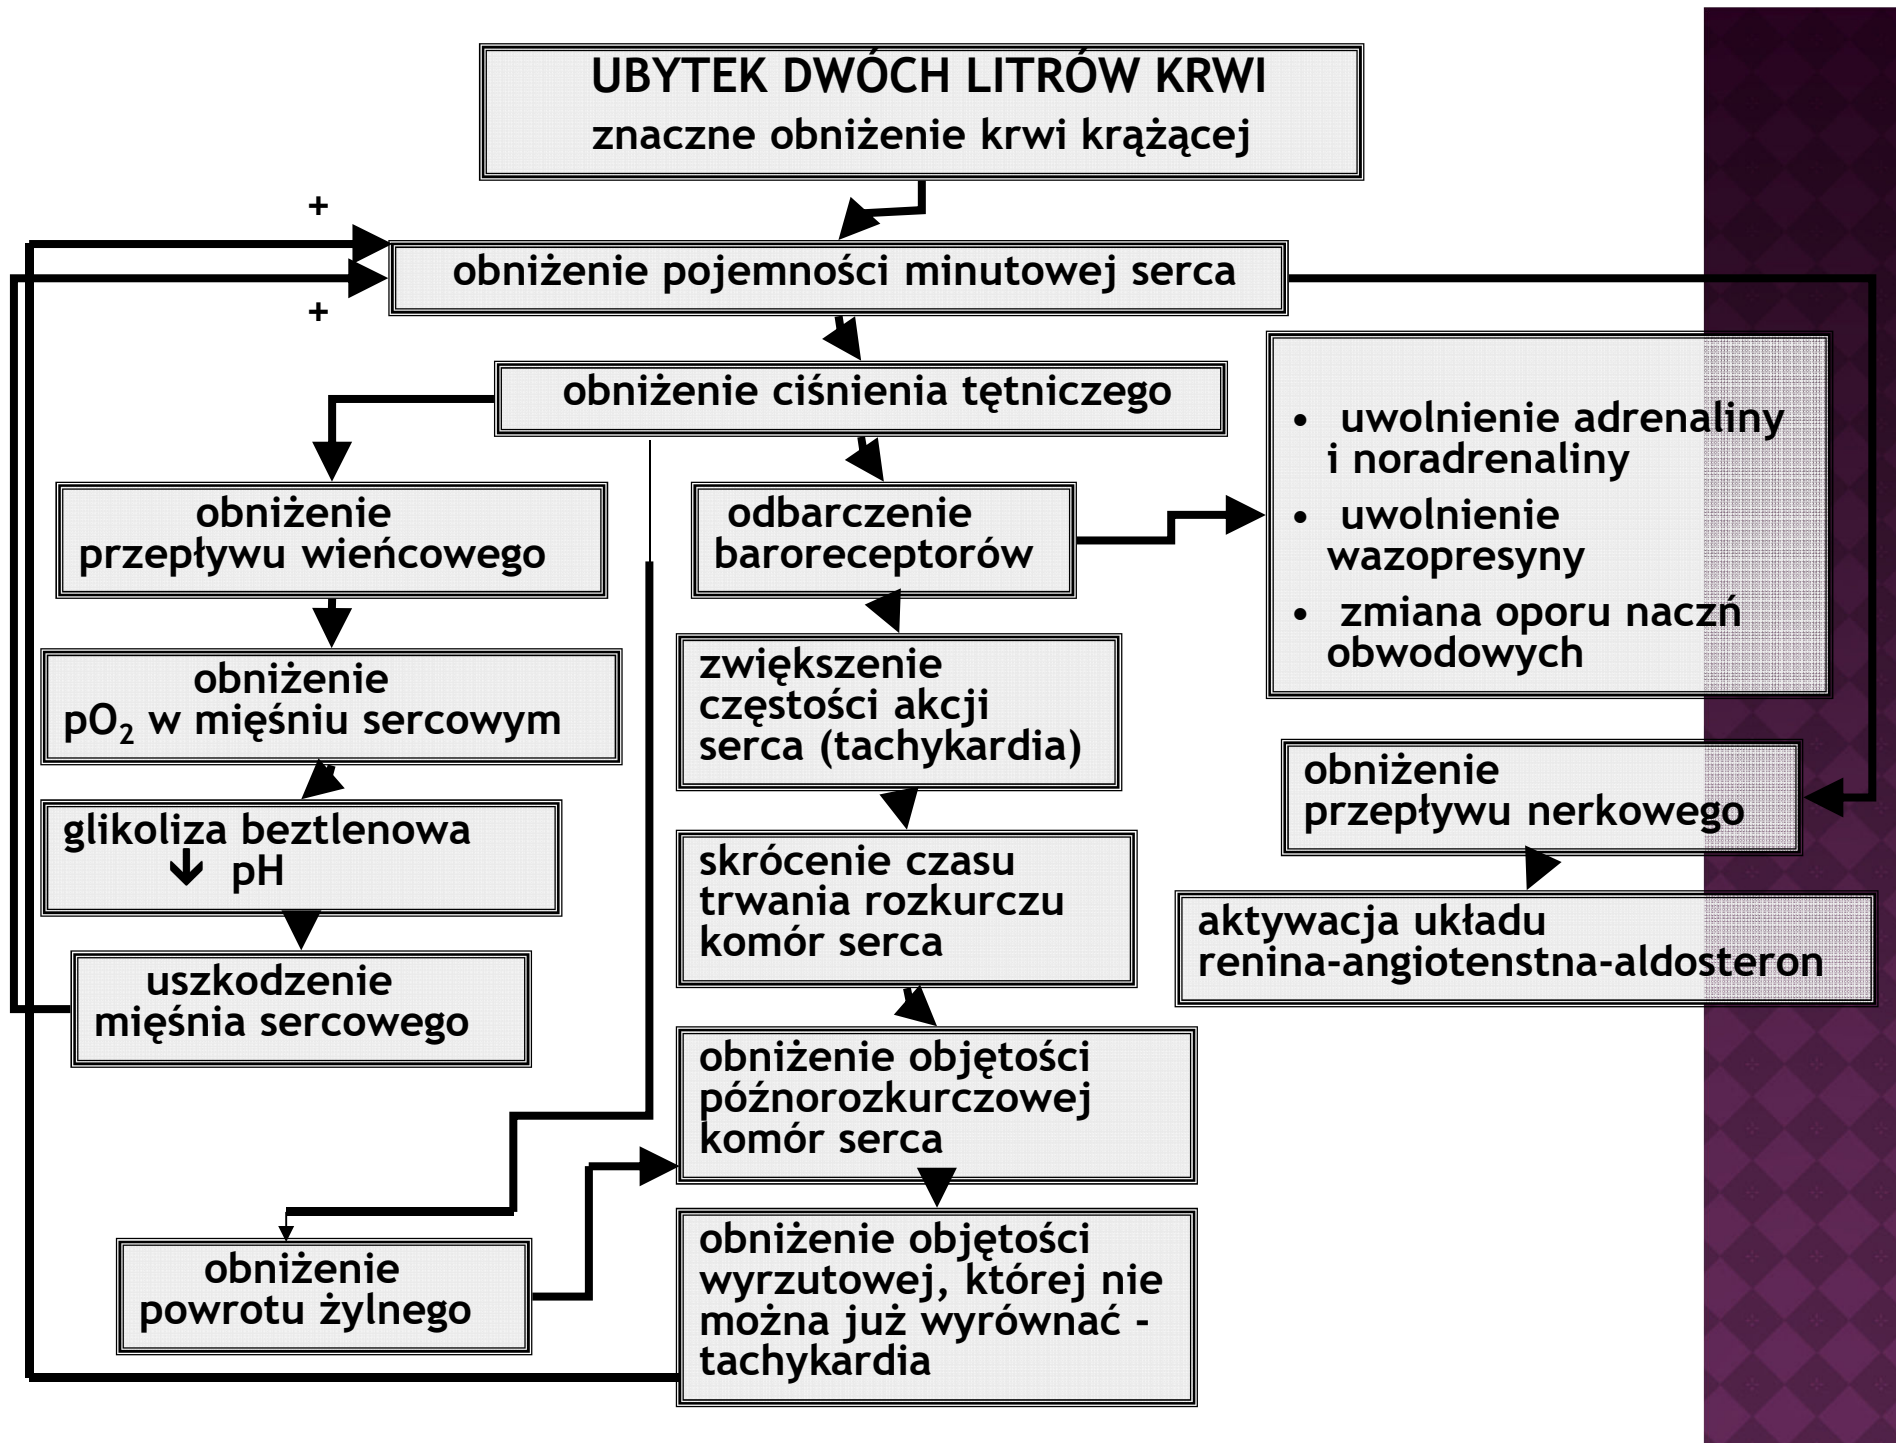 UBYTEK DWÓCH LITRÓW KRWI
znaczne obniżenie krwi krążącej
+
obniżenie pojemności minutowej serca
+
obniżenie ciśnienia tętniczego
• uwolnienie adrenaliny
i noradrenaliny
• uwolnienie
wazopresyny
• zmiana oporu naczń
obwodowych
obniżenie
przepływu wieńcowego
odbarczenie
baroreceptorów
obniżenie
pO₂ w mięśniu sercowym
zwiększenie
częstości akcji
serca (tachykardia)
obniżenie
przepływu nerkowego
glikoliza beztlenowa
↓ pH
skrócenie czasu
trwania rozkurczu
komór serca
aktywacja układu
renina-angiotenstna-aldosteron
uszkodzenie
mięśnia sercowego
obniżenie objętości
późnorozkurczowej
komór serca
obniżenie
powrotu żylnego
obniżenie objętości
wyrzutowej, której nie
można już wyrównać -
tachykardia